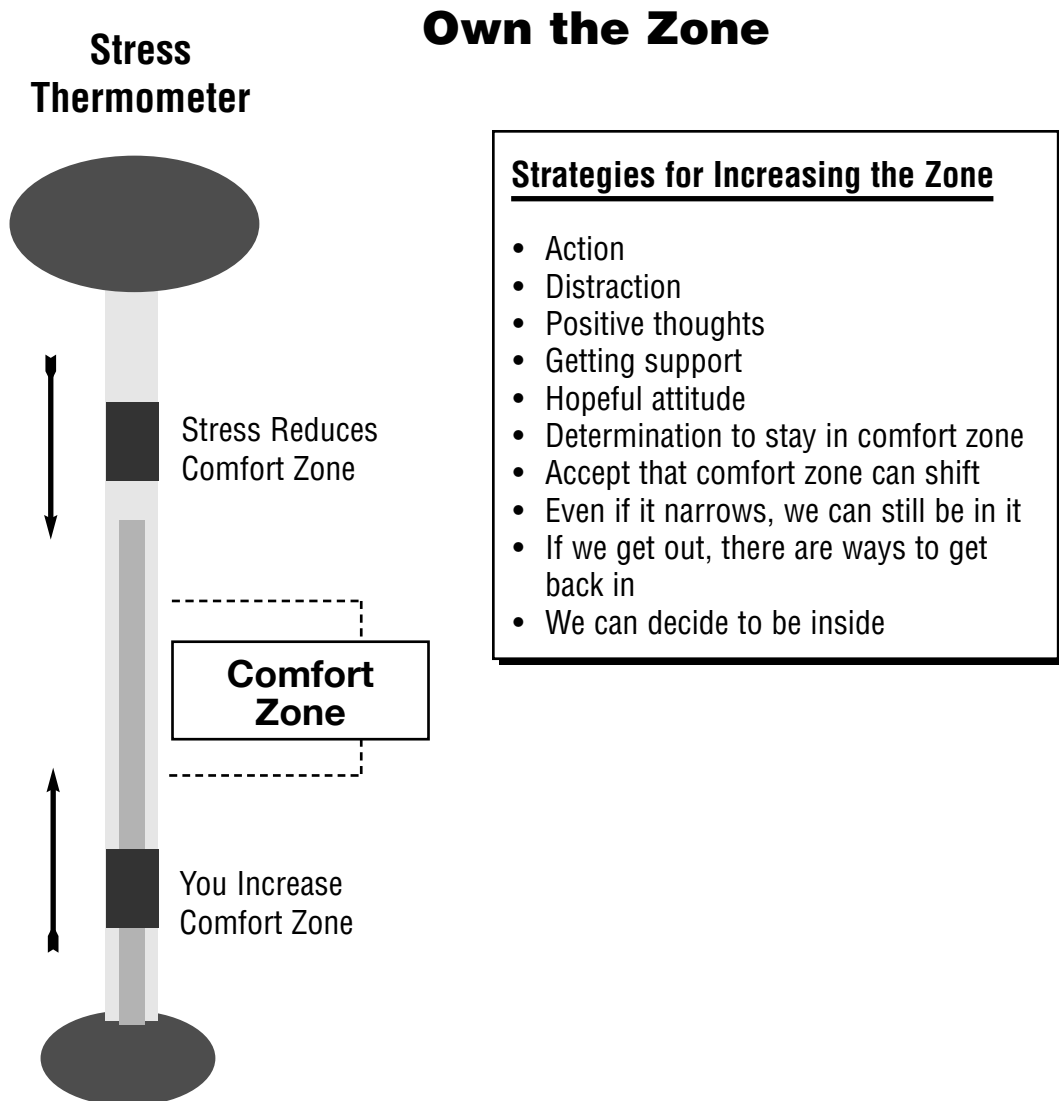 Own the Zone
Stress
Thermometer
Strategies for Increasing the Zone
• Action
• Distraction
• Positive thoughts
• Getting support
• Hopeful attitude
• Determination to stay in comfort zone
• Accept that comfort zone can shift
• Even if it narrows, we can still be in it
• If we get out, there are ways to get
back in
• We can decide to be inside
Stress Reduces
Comfort Zone
Comfort
Zone
You Increase
Comfort Zone